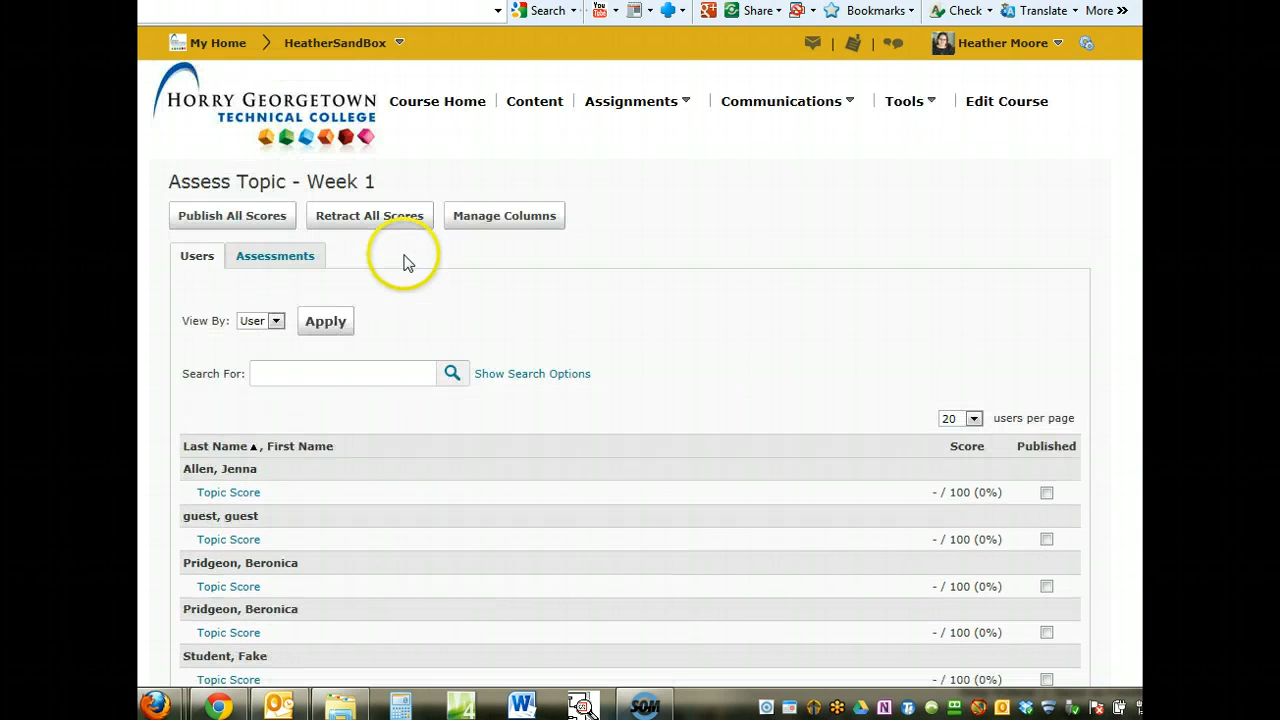 Search
Share
Bookmarks
Check
Translate
More »
My Home
HeatherSandBox
Heather Moore
HORRY GEORGETOWN
TECHNICAL COLLEGE
Course Home
Content
Assignments
Communications
Tools
Edit Course
Assess Topic - Week 1
Publish All Scores
Retract All Scores
Manage Columns
Users
Assessments
View By:
User
Apply
Search For:
Show Search Options
20
users per page
Last Name ▲, First Name
Score
Published
Allen, Jenna
Topic Score
- / 100 (0%)
guest, guest
Topic Score
- / 100 (0%)
Pridgeon, Beronica
Topic Score
- / 100 (0%)
Pridgeon, Beronica
Topic Score
- / 100 (0%)
Student, Fake
Topic Score
- / 100 (0%)
SOM